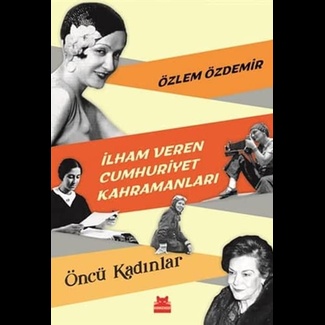 ÖZLEM ÖZDEMİR
İLHAM VEREN
CUMHURİYET
KAHRAMANLARI
Öncü Kadınlar